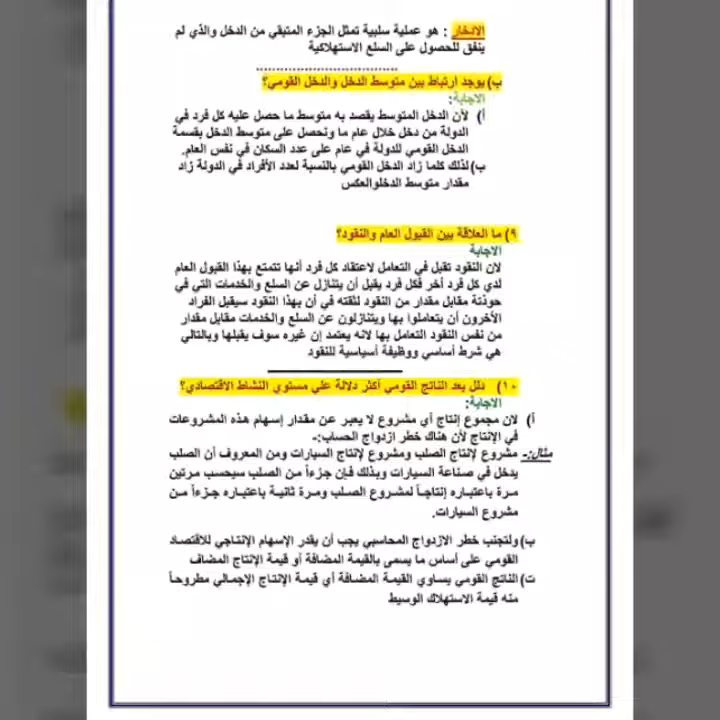 الادخار : هو عملية سلبية تمثل الجزء المتبقي من الدخل والذي لم
ينفق للحصول على السلع الاستهلاكية
..................................
ب) يوجد ارتباط بين متوسط الدخل والدخل القومي؟
الاجابة:
أ) لأن الدخل المتوسط يقصد به متوسط ما حصل عليه كل فرد في
الدولة من دخل خلال عام ما ونحصل على متوسط الدخل بقسمة
الدخل القومي للدولة في عام على عدد السكان في نفس العام.
ب) لذلك كلما زاد الدخل القومي بالنسبة لعدد الأفراد في الدولة زاد
مقدار متوسط الدخلوالعكس
٩) ما العلاقة بين القبول العام والنقود؟
الاجابة
لان النقود تقبل في التعامل لاعتقاد كل فرد أنها تتمتع بهذا القبول العام
لدي كل فرد أخر فكل فرد يقبل أن يتنازل عن السلع والخدمات التي في
حوذتة مقابل مقدار من النقود لثقته في أن بهذا النقود سيقبل الفراد
الأخرون أن يتعاملوا بها ويتنازلون عن السلع والخدمات مقابل مقدار
من نفس النقود التعامل بها لانه يعتمد إن غيره سوف يقبلها وبالتالي
هي شرط أساسي ووظيفة أسياسية للنقود
١٠) دلل يعد الناتج القومي أكثر دلالة علي مستوي النشاط الاقتصادي؟
الاجابة:
أ) لان مجموع إنتاج أي مشروع لا يعبر عن مقدار إسهام هذه المشروعات
في الإنتاج لأن هناك خطر ازدواج الحساب:-
مثال:- مشروع لإنتاج الصلب ومشروع لإنتاج السيارات ومن المعروف أن الصلب
يدخل في صناعة السيارات وبذلك فإن جزءاً من الصلب سيحسب مرتين
مرة باعتباره إنتاجاً لمشروع الصلب ومرة ثانية باعتباره جزءاً من
مشروع السيارات.
ب) ولتجنب خطر الازدواج المحاسبي يجب أن يقدر الإسهام الإنتاجي للاقتصاد
القومي على أساس ما يسمى بالقيمة المضافة أو قيمة الإنتاج المضاف
ت) الناتج القومي يساوي القيمة المضافة أي قيمة الإنتاج الإجمالي مطروحاً
منه قيمة الاستهلاك الوسيط